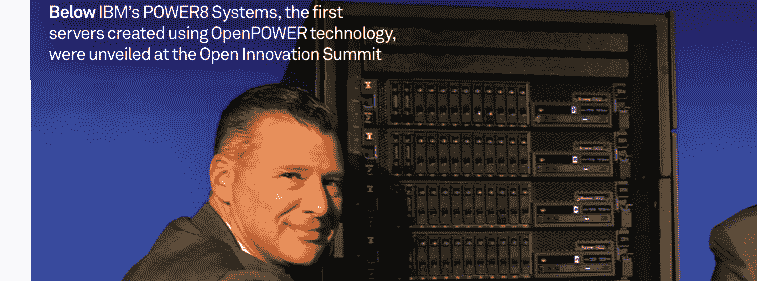 Below IBM's POWER8 Systems, the first
servers created using OpenPOWER technology,
were unveiled at the Open Innovation Summit